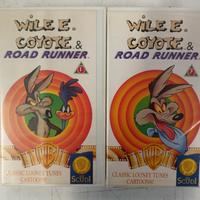 WILE E.
COYOTE &
ROAD RUNNER
U
CLASSIC LOONEY TUNES
CARTOONS!
WILE E.
COYOTE &
ROAD RUNNER
U
CLASSIC LOONEY TUNES
CARTOONS!